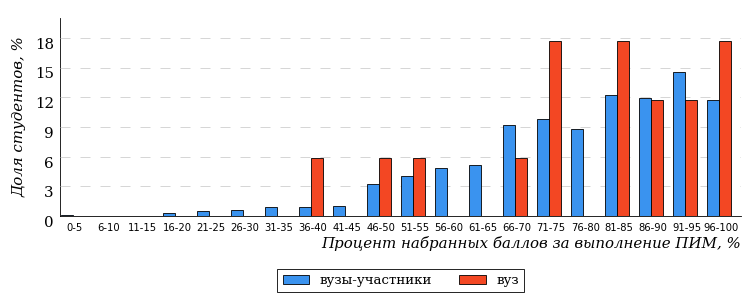 Доля студентов, %
18
15
12
9
6
3
0
0-5 6-10 11-15 16-20 21-25 26-30 31-35 36-40 41-45 46-50 51-55 56-60 61-65 66-70 71-75 76-80 81-85 86-90 91-95 96-100
Процент набранных баллов за выполнение ПИМ, %
вузы-участники вуз